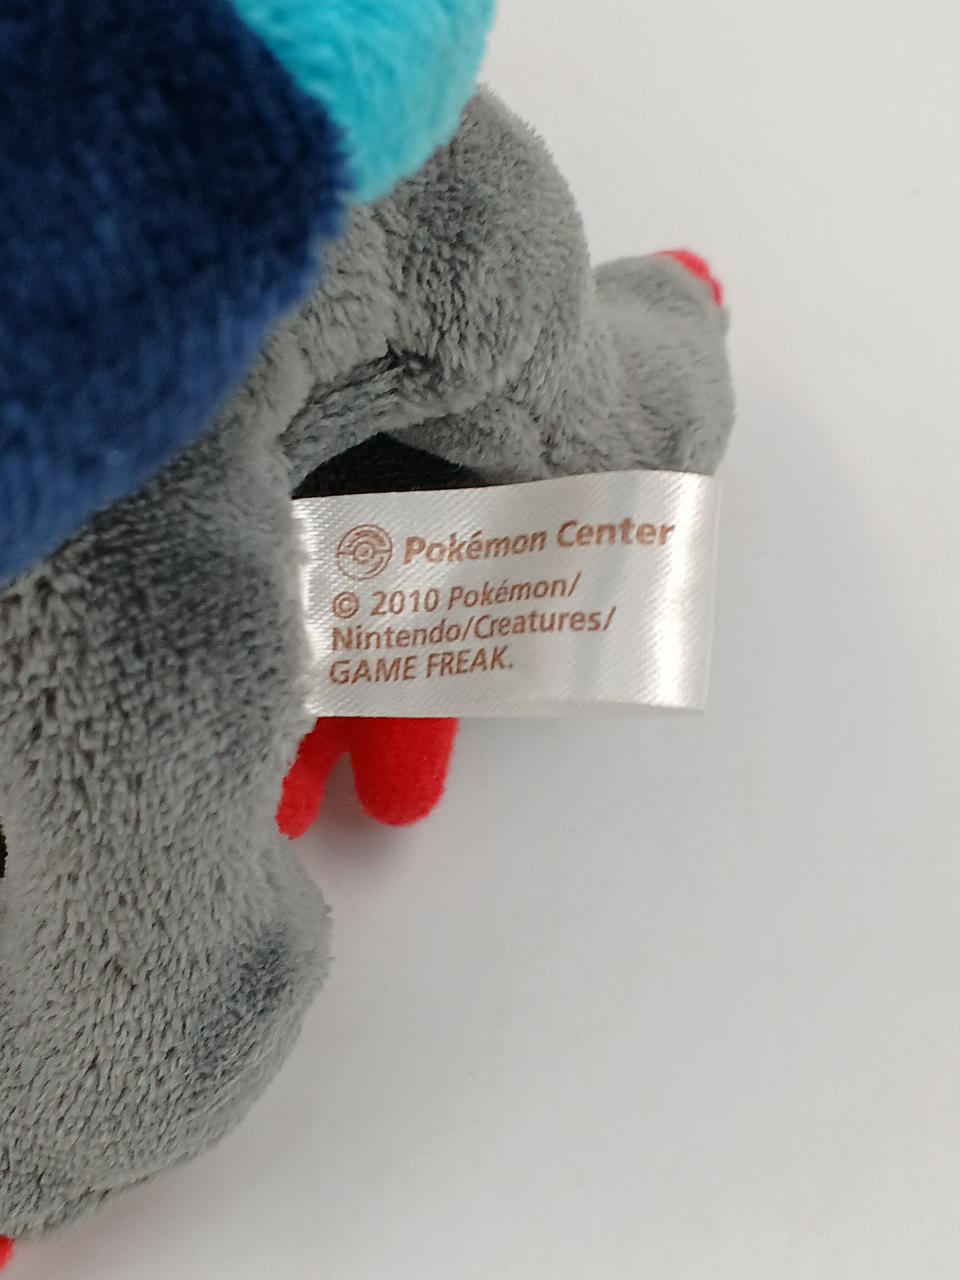 Pokémon Center
© 2010 Pokémon/
Nintendo/Creatures/
GAME FREAK.